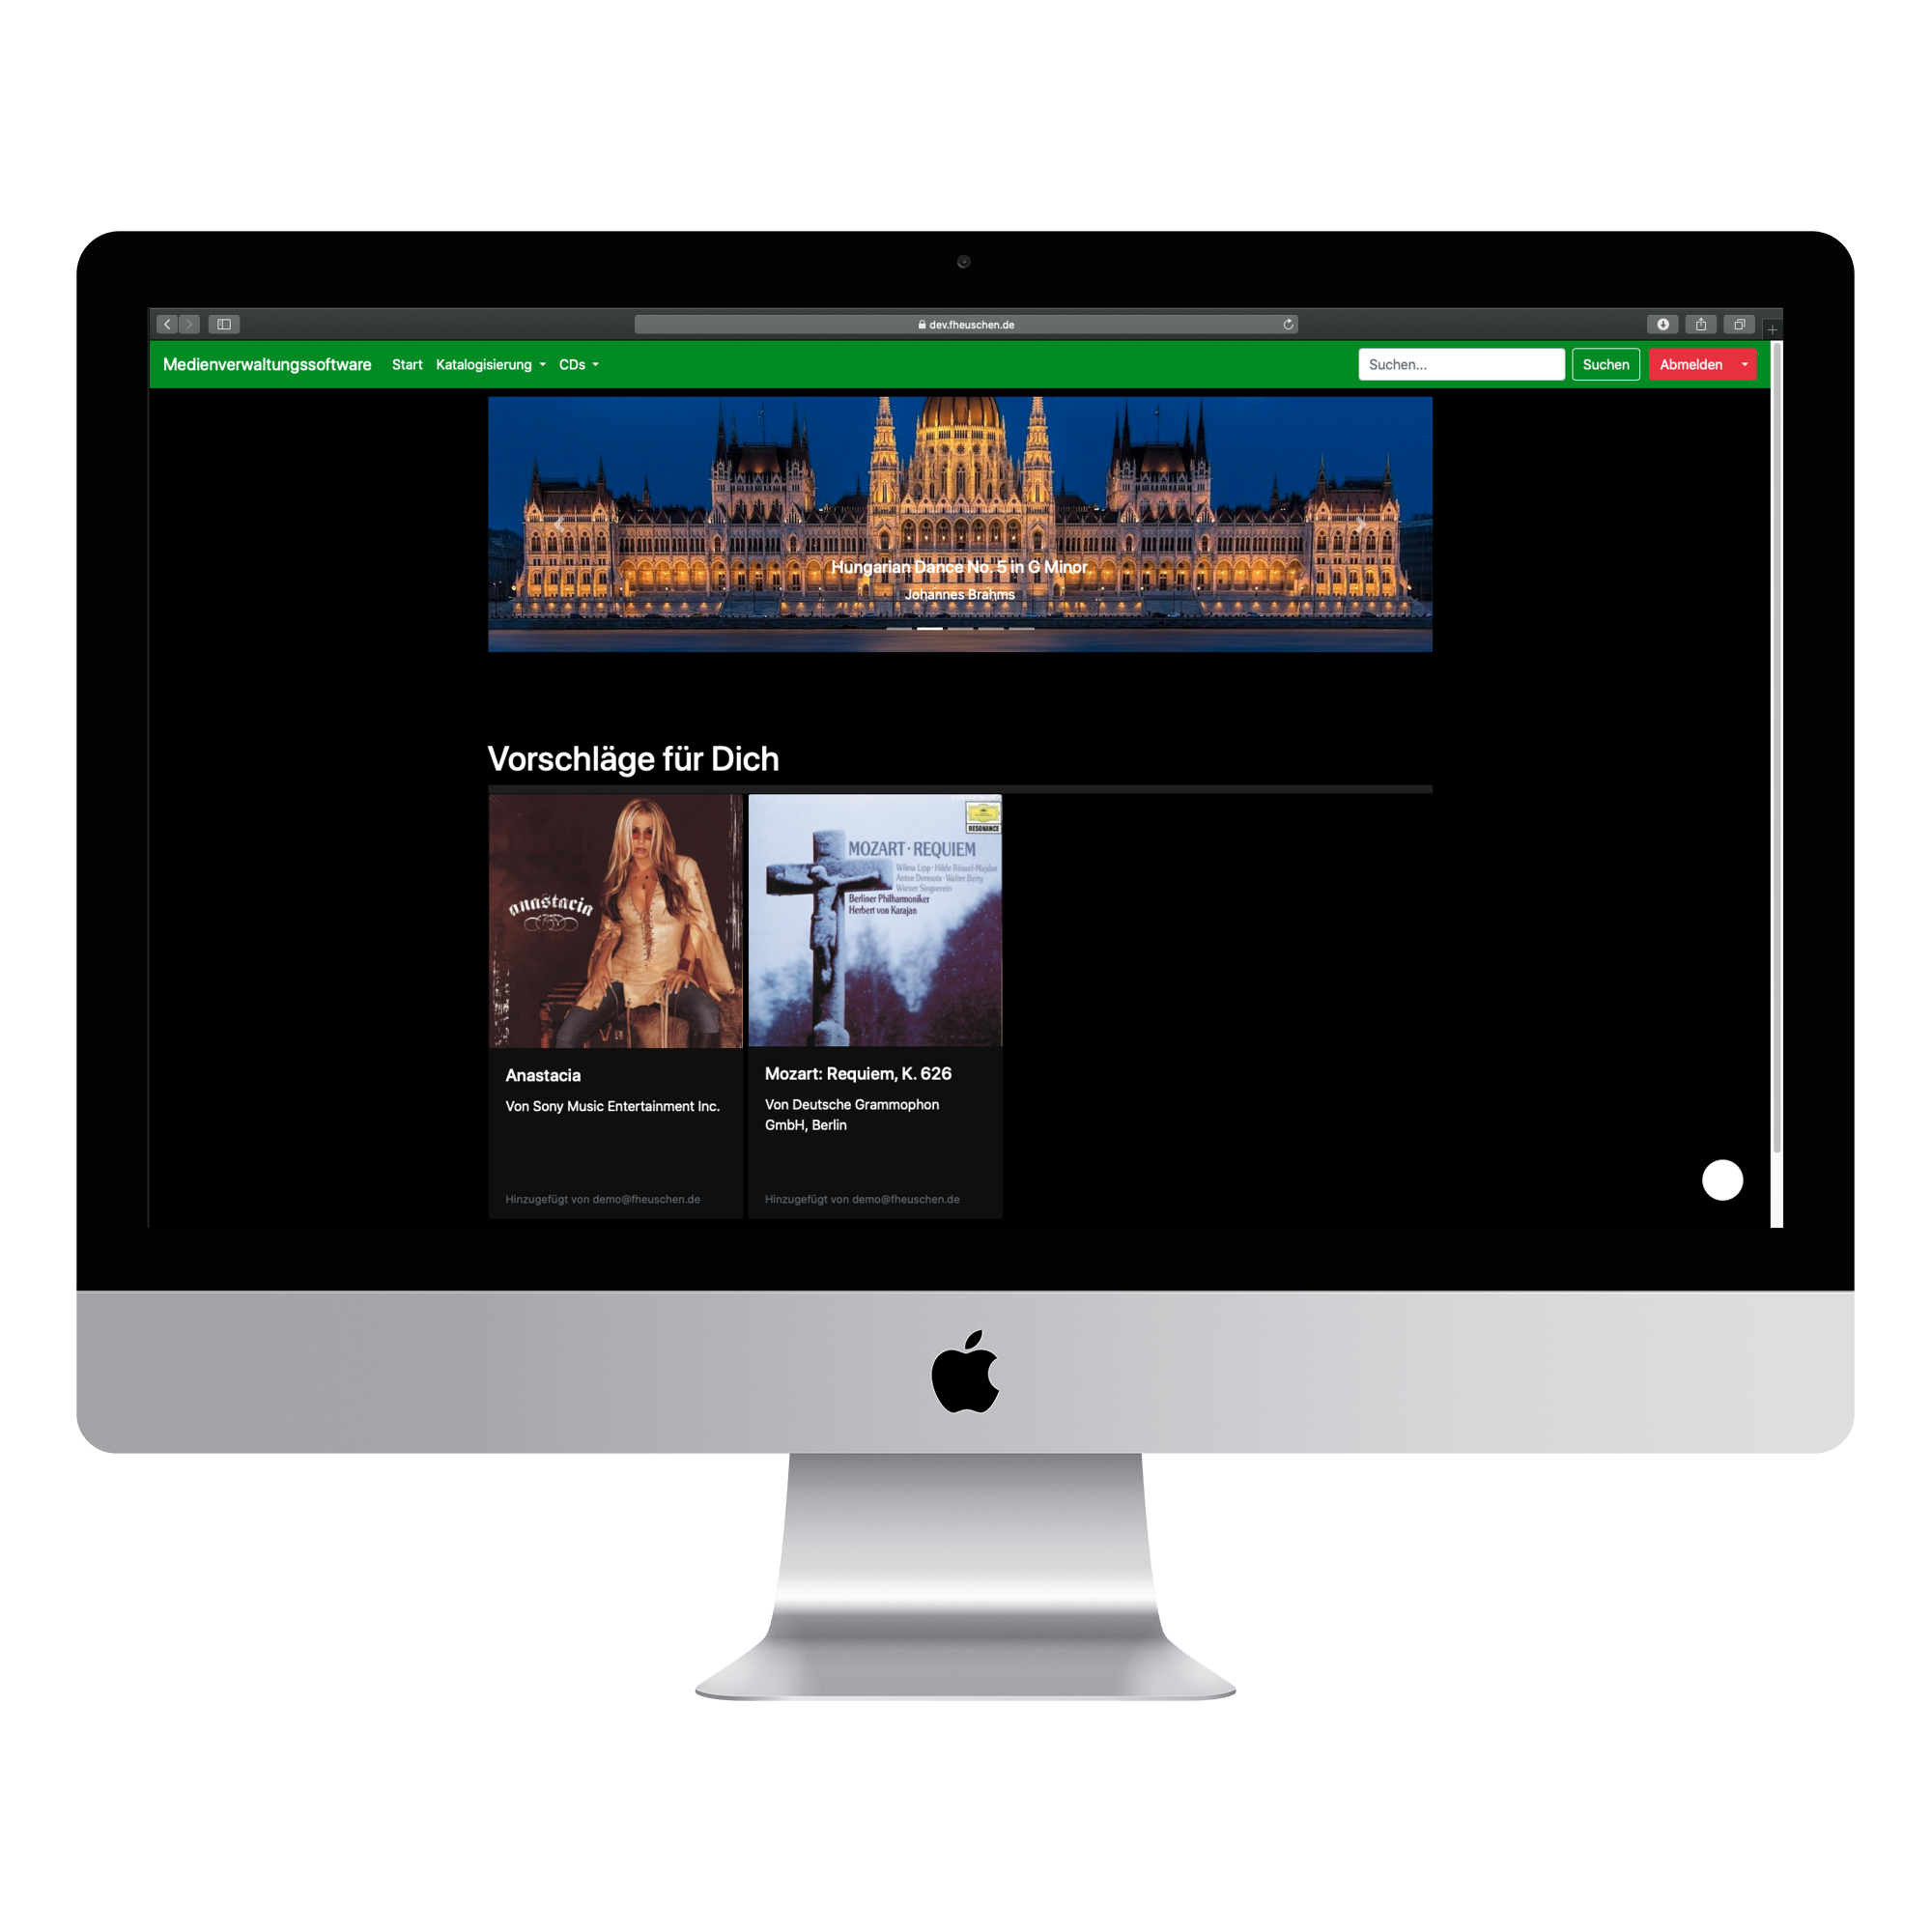 dev.fheuschen.de
Medienverwaltungssoftware Start Katalogisierung CDs Suchen... Suchen Abmelden
Hungarian Dance No. 5 in G Minor
Johannes Brahms
Vorschläge für Dich
anastacia
RESONANCE
MOZART · REQUIEM
Wilma Lipp · Hilde Rössel-Majdan
Anton Dermota · Walter Berry
Wiener Singverein
Berliner Philharmoniker
Herbert von Karajan
Anastacia
Von Sony Music Entertainment Inc.
Hinzugefügt von demo@fheuschen.de
Mozart: Requiem, K. 626
Von Deutsche Grammophon
GmbH, Berlin
Hinzugefügt von demo@fheuschen.de